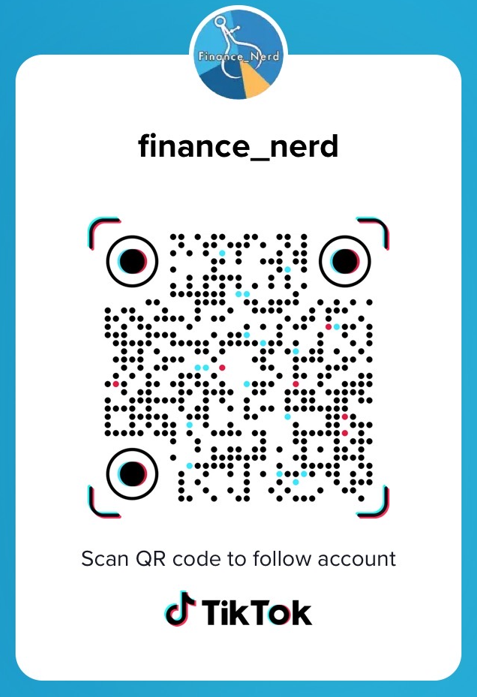 Finance_Nerd
finance_nerd
Scan QR code to follow account
TikTok